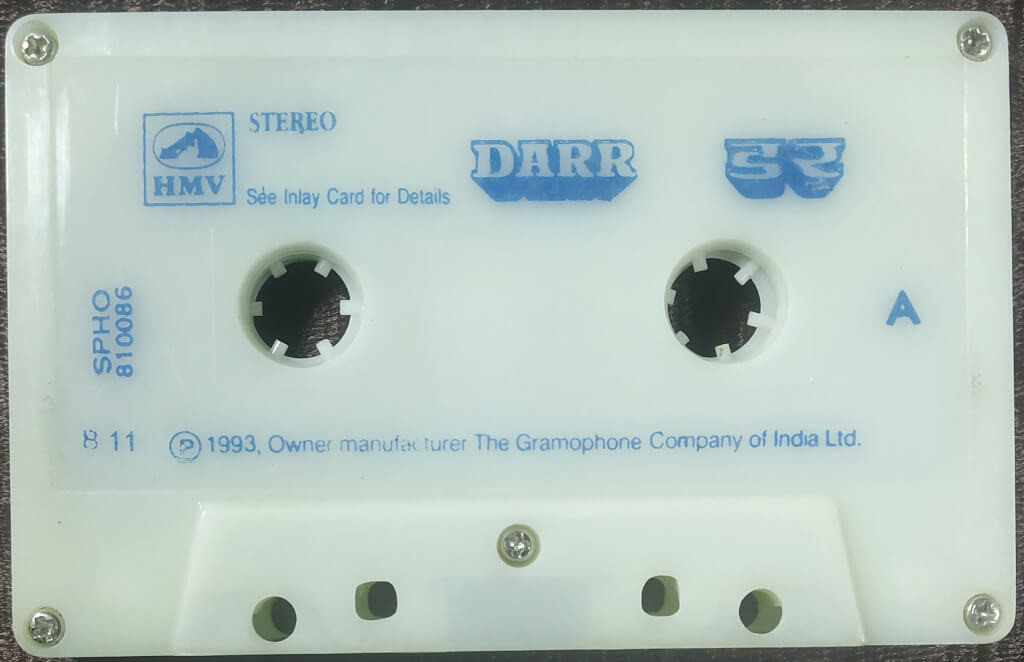 STEREO
HMV
See Inlay Card for Details
DARR
डर
SPHO
810086
A
8 11
Ⓟ 1993, Owner manufacturer The Gramophone Company of India Ltd.